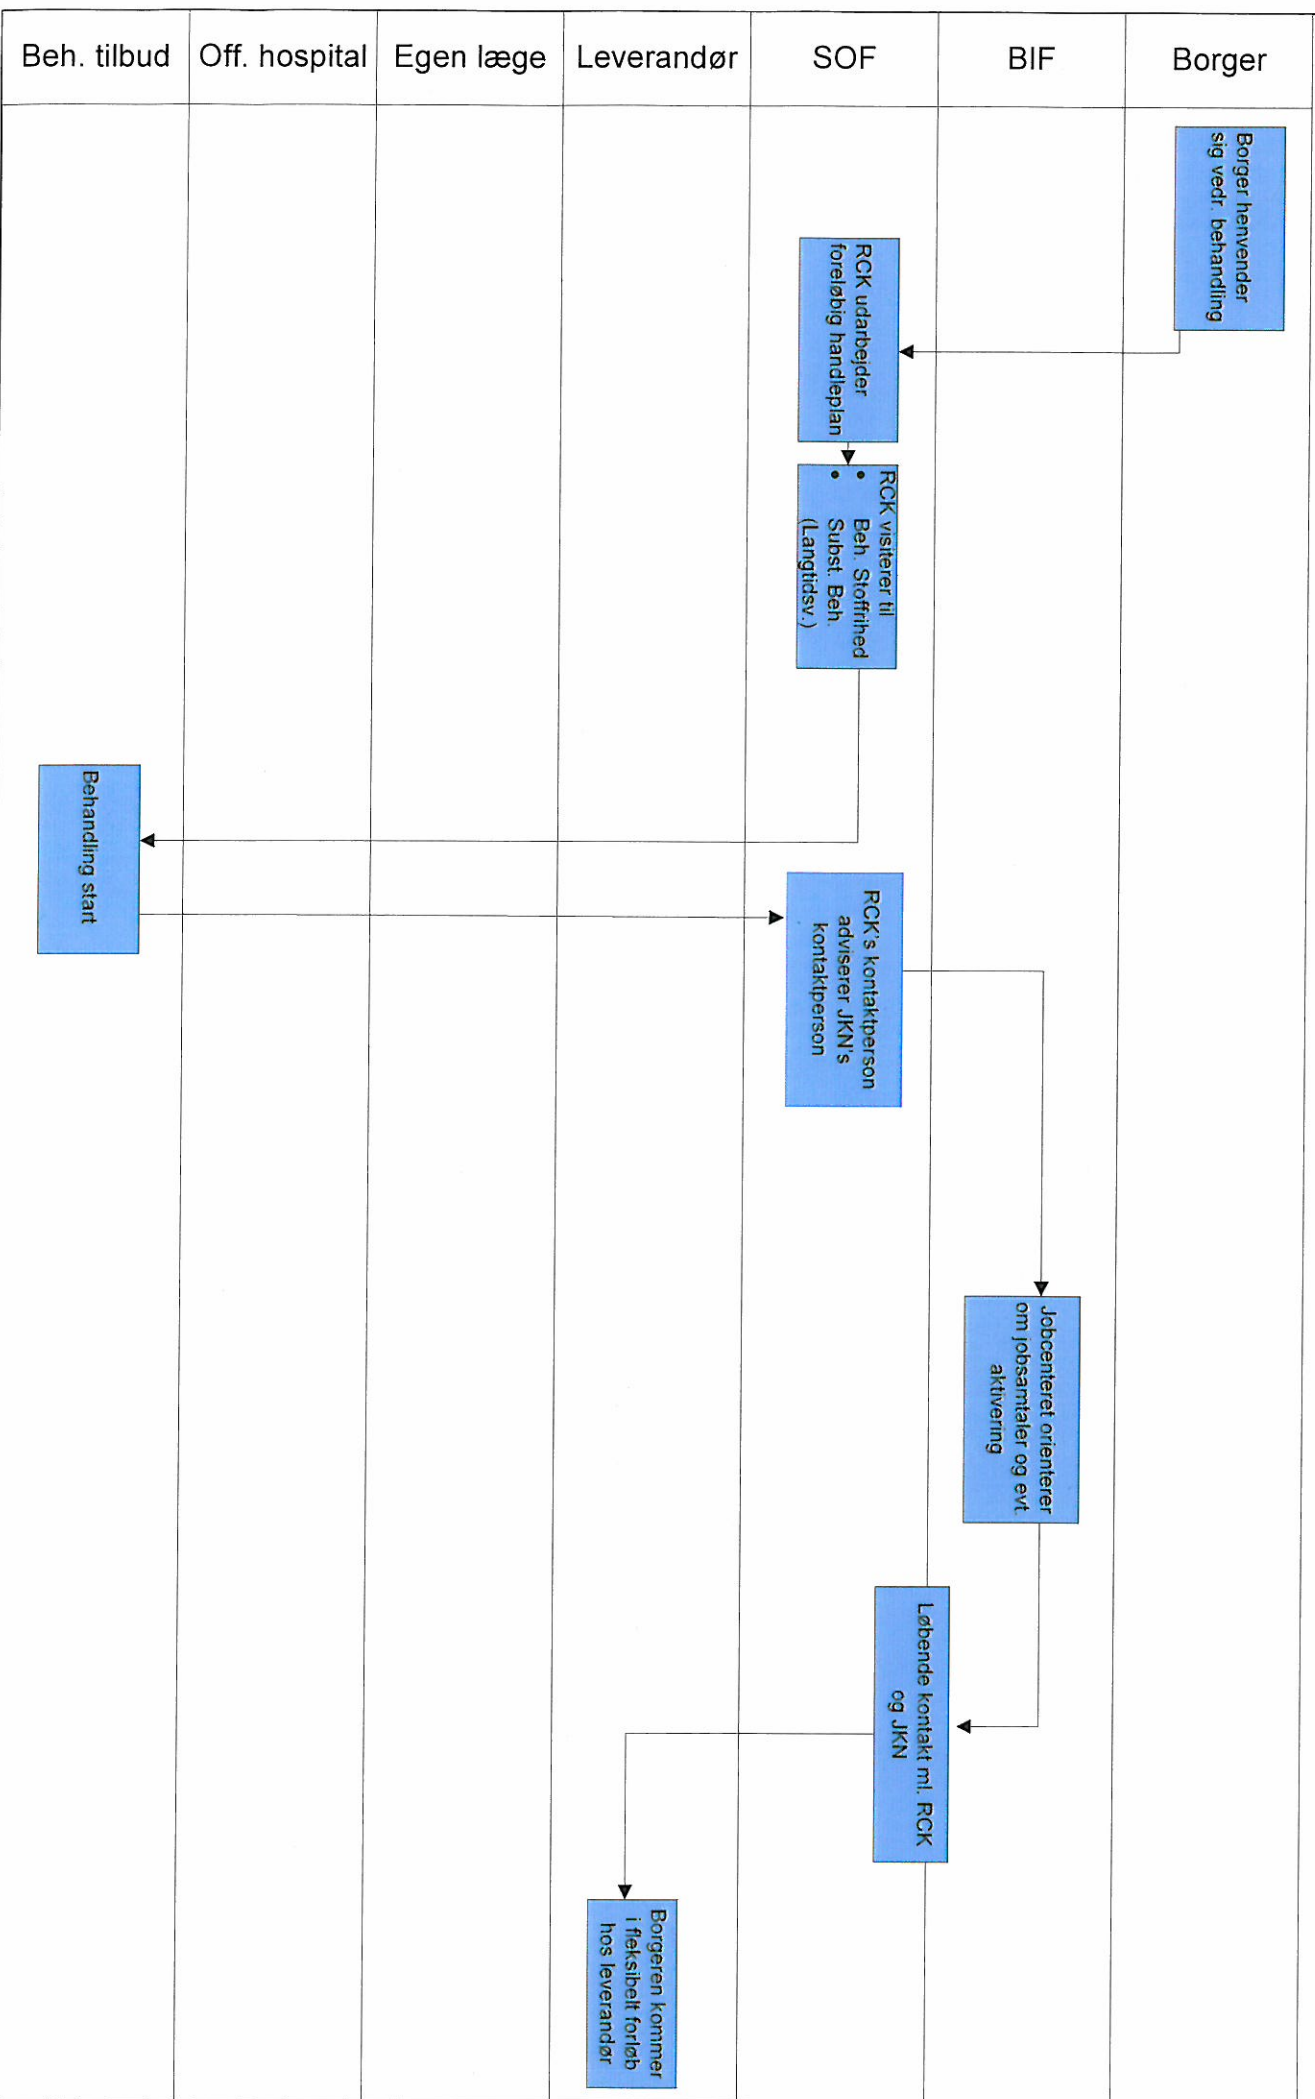 Beh. tilbud
Off. hospital
Egen læge
Leverandør
SOF
BIF
Borger
Borger henvender
sig vedr. behandling
RCK udarbejder
foreløbig handleplan
RCK visiterer til
• Beh. Stoffrihed
• Subst. Beh.
(Langtidsv.)
Behandling start
RCK's kontaktperson
adviserer JKN's
kontaktperson
Jobcenteret orienterer
om jobsamtaler og evt.
aktivering
Løbende kontakt ml. RCK
og JKN
Borgeren kommer
i fleksibelt forløb
hos leverandør